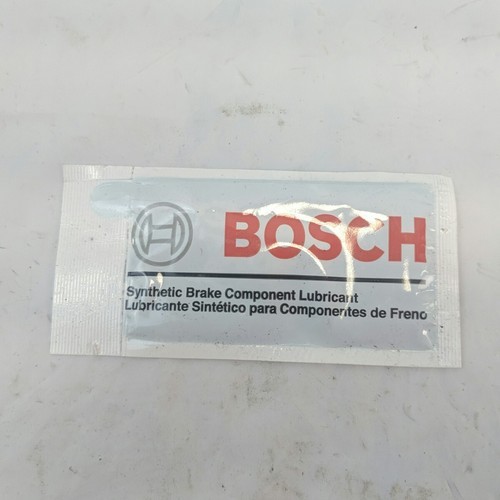 BOSCH
Synthetic Brake Component Lubricant
Lubricante Sintético para Componentes de Freno